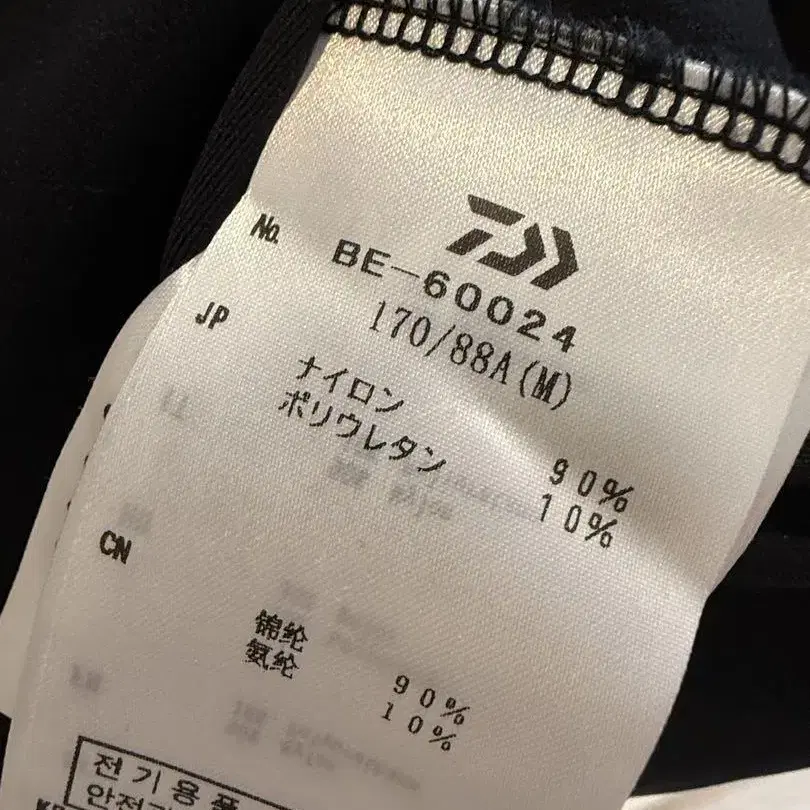 No. BE-60024
170/88A(M)
JP
ナイロン 90%
ポリウレタン 10%
CN
锦纶 90%
氨纶 10%
전기용품